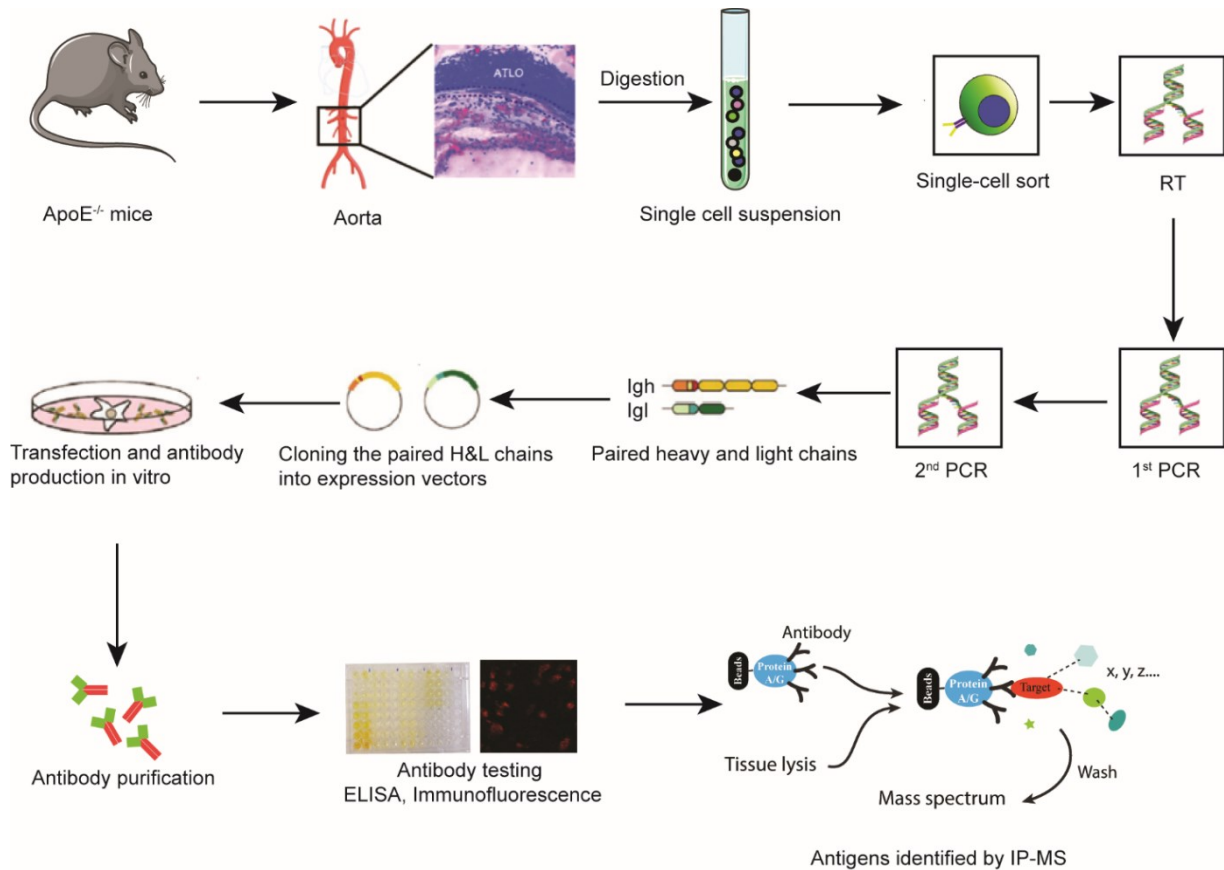 ATLO
Digestion
ApoE-/- mice
Aorta
Single cell suspension
Single-cell sort
RT
Igh
Igl
Transfection and antibody
production in vitro
Cloning the paired H&L chains
into expression vectors
Paired heavy and light chains
2nd PCR
1st PCR
Antibody purification
Antibody testing
ELISA, Immunofluorescence
Antibody
Beads
Protein
A/G
Tissue lysis
Beads
Protein
A/G
Target
x, y, z....
Wash
Mass spectrum
Antigens identified by IP-MS